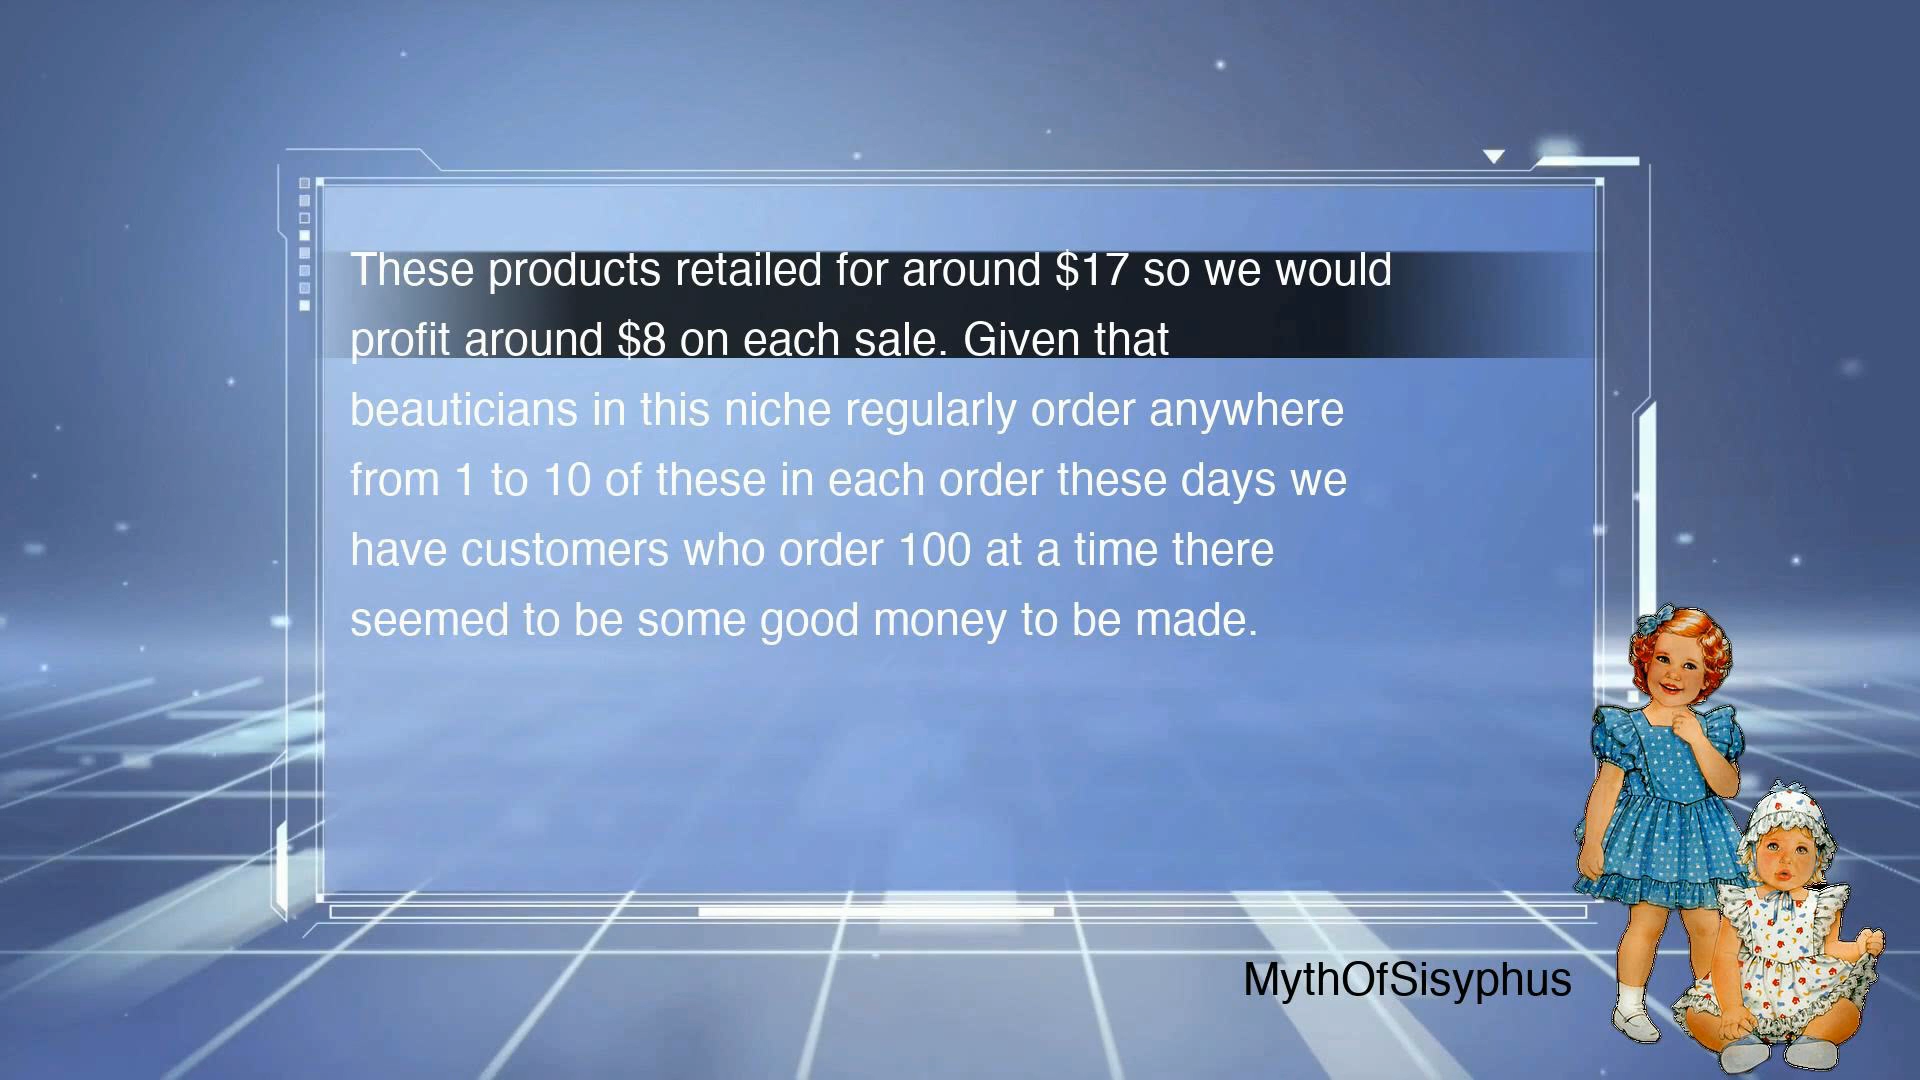 These products retailed for around $17 so we would
profit around $8 on each sale. Given that
beauticians in this niche regularly order anywhere
from 1 to 10 of these in each order these days we
have customers who order 100 at a time there
seemed to be some good money to be made.
MythOfSisyphus